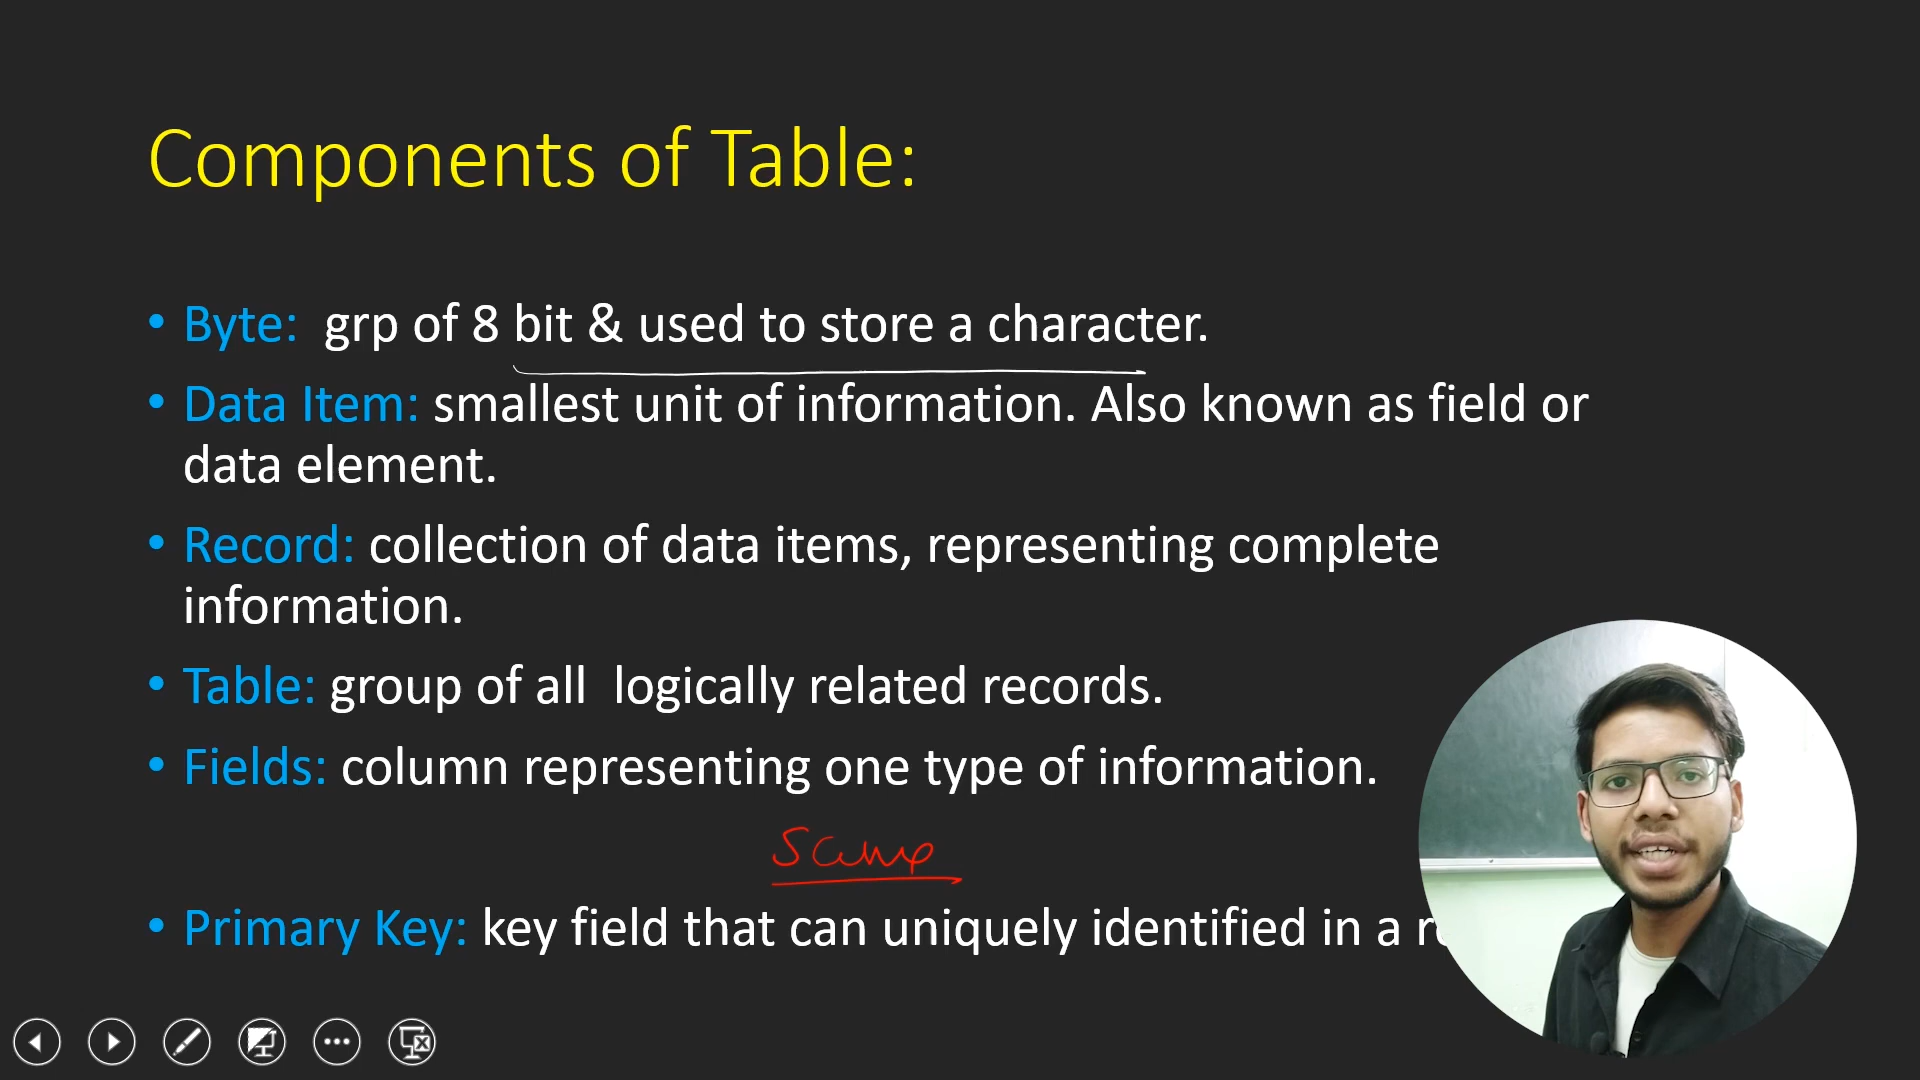 Components of Table:
• Byte:  grp of 8 bit & used to store a character.
• Data Item: smallest unit of information. Also known as field or
data element.
• Record: collection of data items, representing complete
information.
• Table: group of all  logically related records.
• Fields: column representing one type of information.
• Primary Key: key field that can uniquely identified in a